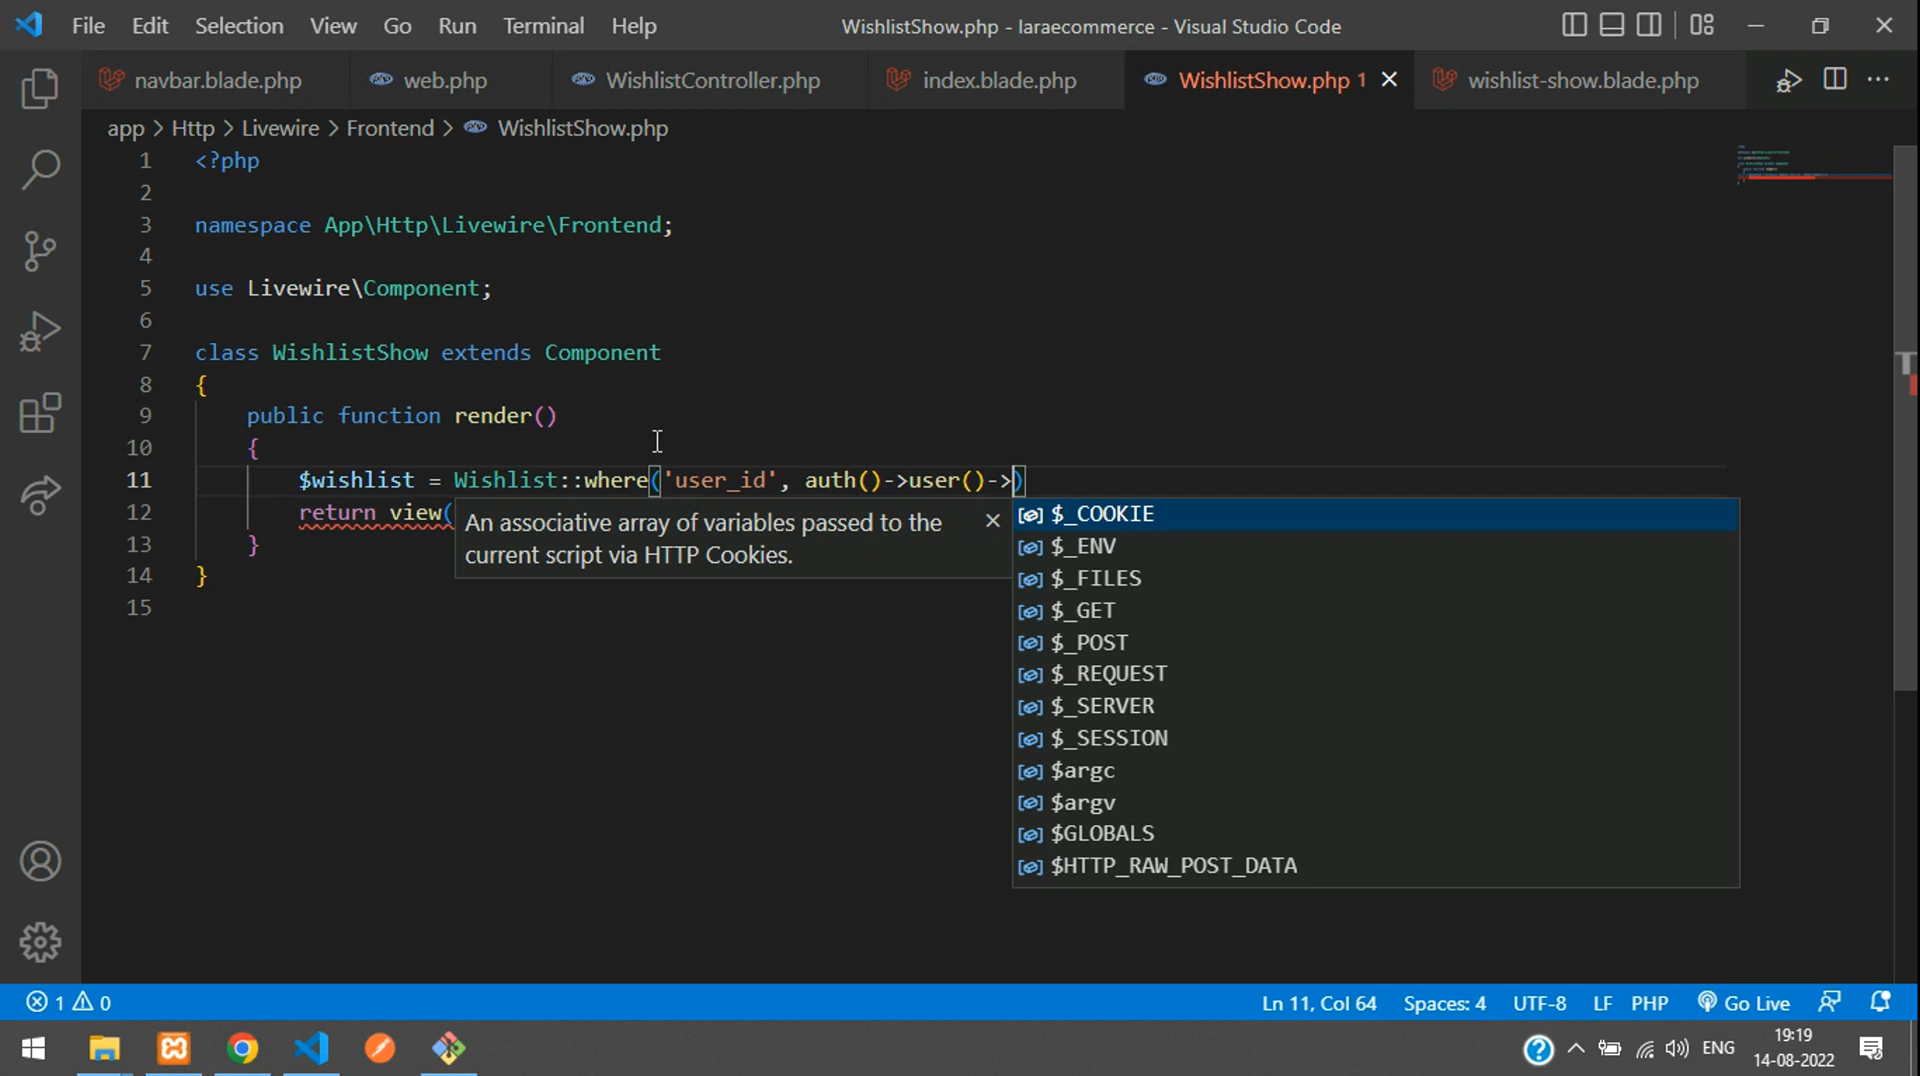 File Edit Selection View Go Run Terminal Help WishlistShow.php - laraecommerce - Visual Studio Code
navbar.blade.php web.php WishlistController.php index.blade.php WishlistShow.php 1 wishlist-show.blade.php
app > Http > Livewire > Frontend > WishlistShow.php
1 <?php
2
3 namespace App\Http\Livewire\Frontend;
4
5 use Livewire\Component;
6
7 class WishlistShow extends Component
8 {
9 public function render()
10 {
11 $wishlist = Wishlist::where('user_id', auth()->user()->)
12 return view(
13 }
14 }
15
An associative array of variables passed to the
current script via HTTP Cookies.
$_COOKIE
$_ENV
$_FILES
$_GET
$_POST
$_REQUEST
$_SERVER
$_SESSION
$argc
$argv
$GLOBALS
$HTTP_RAW_POST_DATA
1 0 Ln 11, Col 64 Spaces: 4 UTF-8 LF PHP Go Live
ENG 19:19
14-08-2022